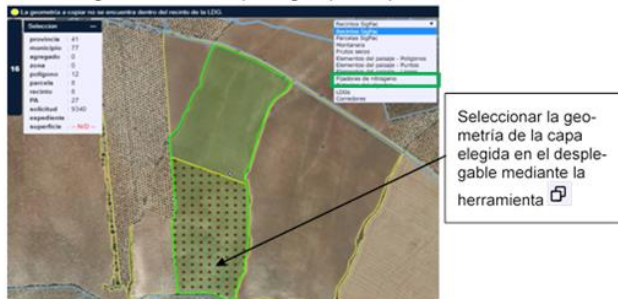 La geometría a copiar no se encuentra dentro del recinto de la LDG.
Seleccion
provincia : 41
municipio : 77
agregado : 0
zona : 0
poligono : 12
parcela : 8
recinto : 6
PA : 27
solicitud : 9340
expediente :
superficie : -- N/D --
Recintos SigPac
Recintos SigPac
Parcelas SigPac
Montanera
Frutos secos
Elementos del paisaje - Polígonos
Elementos del paisaje - Puntos
Fijadores de nitrógeno
LDGs
Corredores
Seleccionar la geo-
metría de la capa
elegida en el desple-
gable mediante la
herramienta